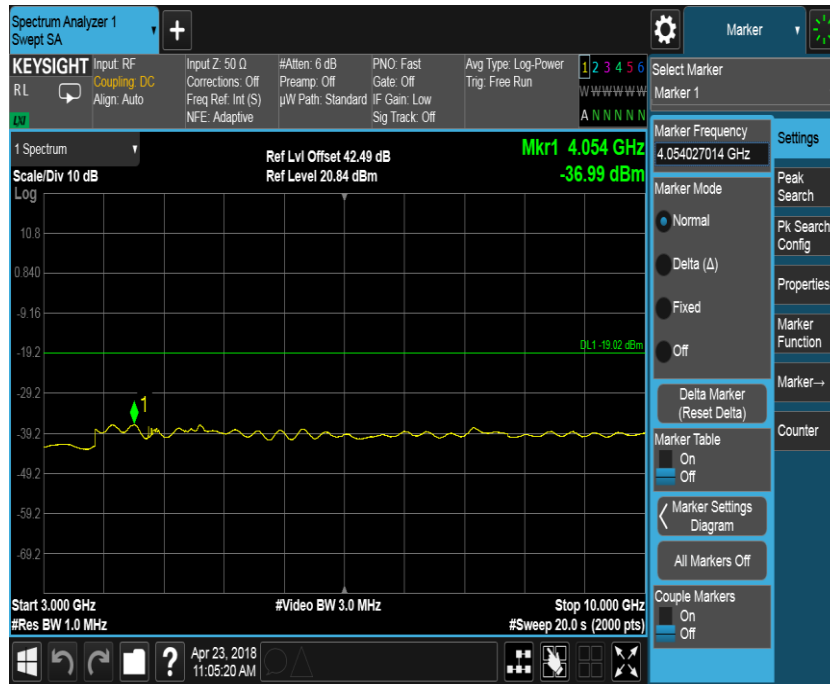 Spectrum Analyzer 1
Swept SA
+
Marker
KEYSIGHT
RL
LXI
Input: RF
Coupling: DC
Align: Auto
Input Z: 50 Ω
Corrections: Off
Freq Ref: Int (S)
NFE: Adaptive
#Atten: 6 dB
Preamp: Off
µW Path: Standard
PNO: Fast
Gate: Off
IF Gain: Low
Sig Track: Off
Avg Type: Log-Power
Trig: Free Run
1 2 3 4 5 6
W W W W W W
A N N N N N
Select Marker
Marker 1
1 Spectrum
Scale/Div 10 dB
Log
Ref Lvl Offset 42.49 dB
Ref Level 20.84 dBm
Mkr1 4.054 GHz
-36.99 dBm
10.8
0.840
-9.16
-19.2
-29.2
-39.2
-49.2
-59.2
-69.2
DL1 -19.02 dBm
1
Start 3.000 GHz
#Res BW 1.0 MHz
#Video BW 3.0 MHz
Stop 10.000 GHz
#Sweep 20.0 s (2000 pts)
Marker Frequency
4.054027014 GHz
Marker Mode
Normal
Delta (Δ)
Fixed
Off
Delta Marker
(Reset Delta)
Marker Table
On
Off
Marker Settings
Diagram
All Markers Off
Couple Markers
On
Off
Settings
Peak
Search
Pk Search
Config
Properties
Marker
Function
Marker→
Counter
?
Apr 23, 2018
11:05:20 AM